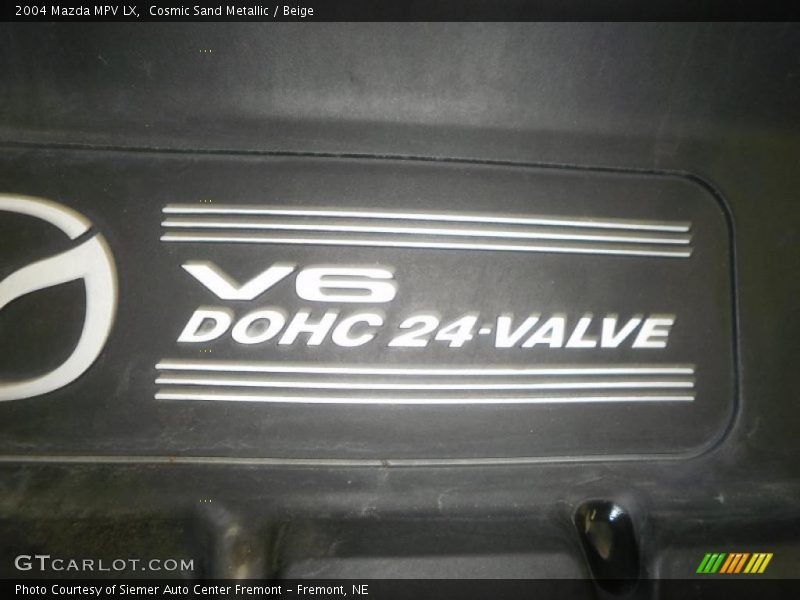 2004 Mazda MPV LX,  Cosmic Sand Metallic / Beige
V6
DOHC 24-VALVE
GTCARLOT.COM
Photo Courtesy of Siemer Auto Center Fremont – Fremont, NE